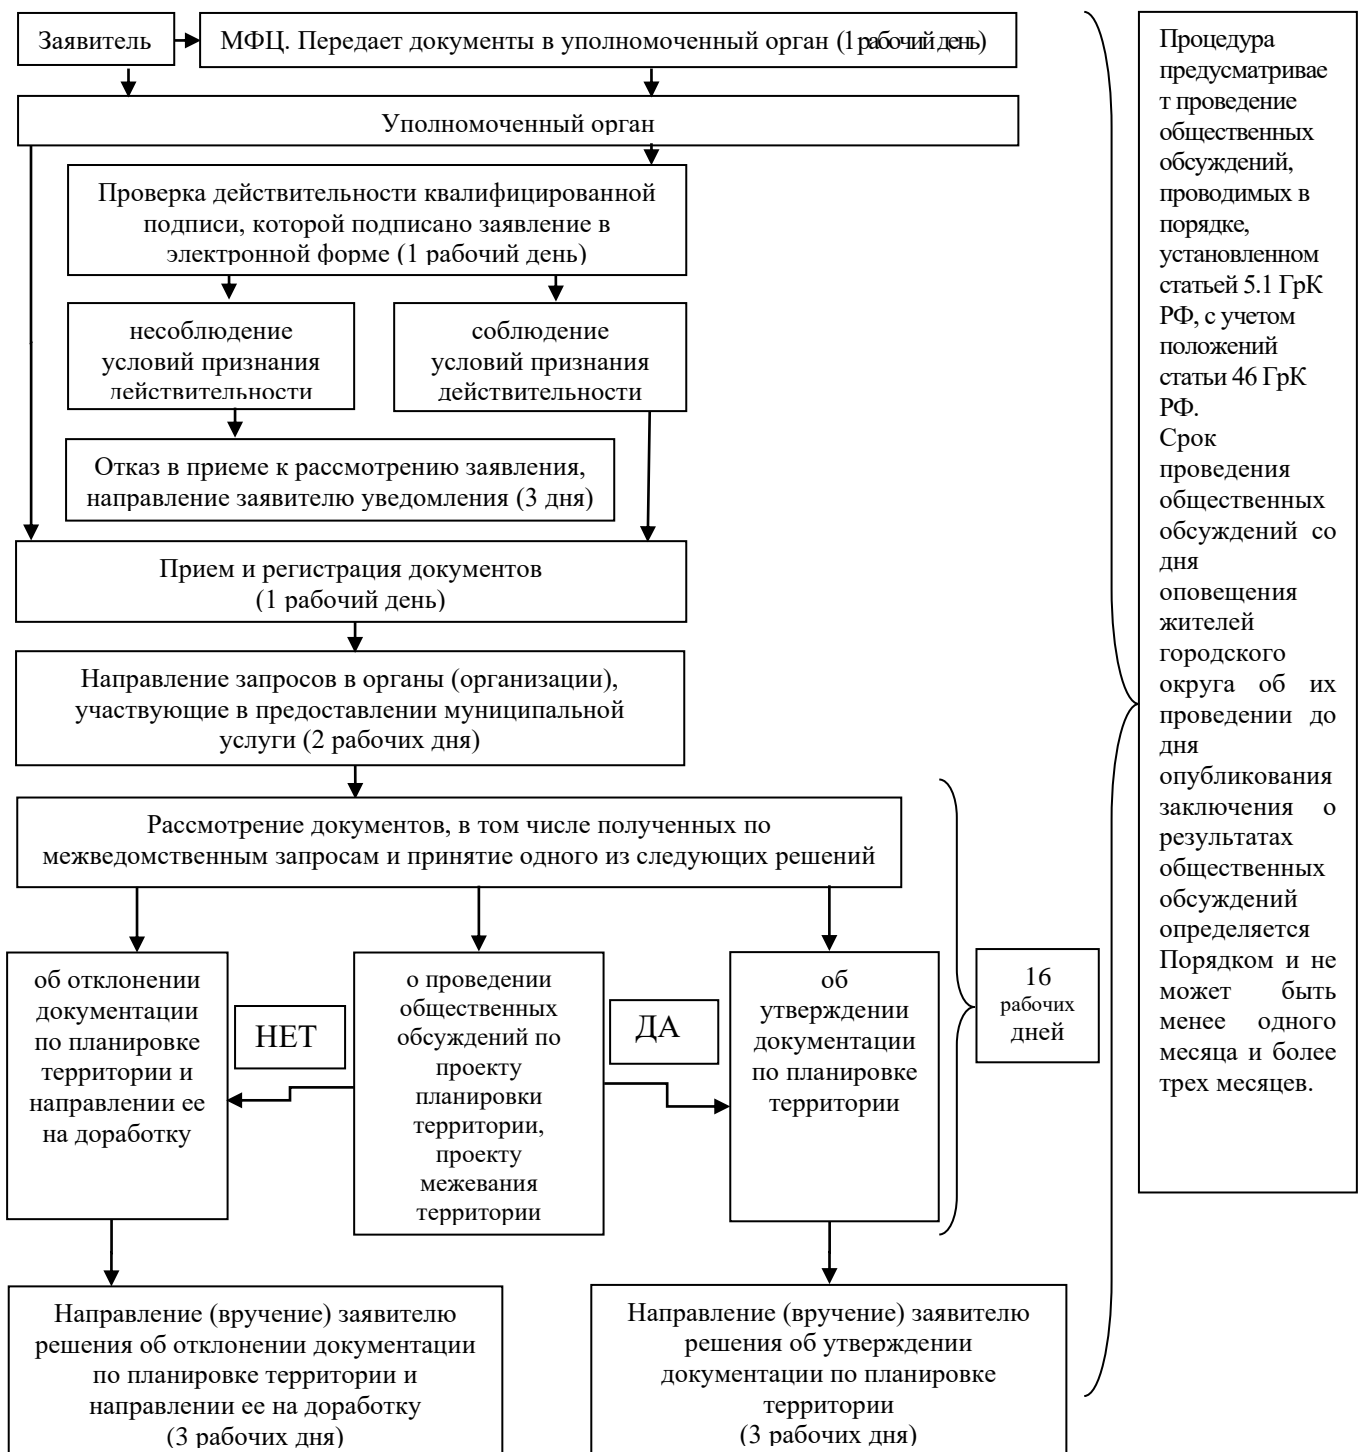 Заявитель
МФЦ. Передает документы в уполномоченный орган (1рабочий день)
Уполномоченный орган
Проверка действительности квалифицированной
подписи, которой подписано заявление в
электронной форме (1 рабочий день)
несоблюдение
условий признания
действительности
соблюдение
условий признания
действительности
Отказ в приеме к рассмотрению заявления,
направление заявителю уведомления (3 дня)
Прием и регистрация документов
(1 рабочий день)
Направление запросов в органы (организации),
участвующие в предоставлении муниципальной
услуги (2 рабочих дня)
Рассмотрение документов, в том числе полученных по
межведомственным запросам и принятие одного из следующих решений
об отклонении
документации
по планировке
территории и
направлении ее
на доработку
НЕТ
о проведении
общественных
обсуждений по
проекту
планировки
территории,
проекту
межевания
территории
ДА
об
утверждении
документации
по планировке
территории
16
рабочих
дней
Направление (вручение) заявителю
решения об отклонении документации
по планировке территории и
направлении ее на доработку
(3 рабочих дня)
Направление (вручение) заявителю
решения об утверждении
документации по планировке
территории
(3 рабочих дня)
Процедура
предусматривае
т проведение
общественных
обсуждений,
проводимых в
порядке,
установленном
статьей 5.1 ГрК
РФ, с учетом
положений
статьи 46 ГрК
РФ.
Срок
проведения
общественных
обсуждений со
дня
оповещения
жителей
городского
округа об их
проведении до
дня
опубликования
заключения о
результатах
общественных
обсуждений
определяется
Порядком и не
может быть
менее одного
месяца и более
трех месяцев.